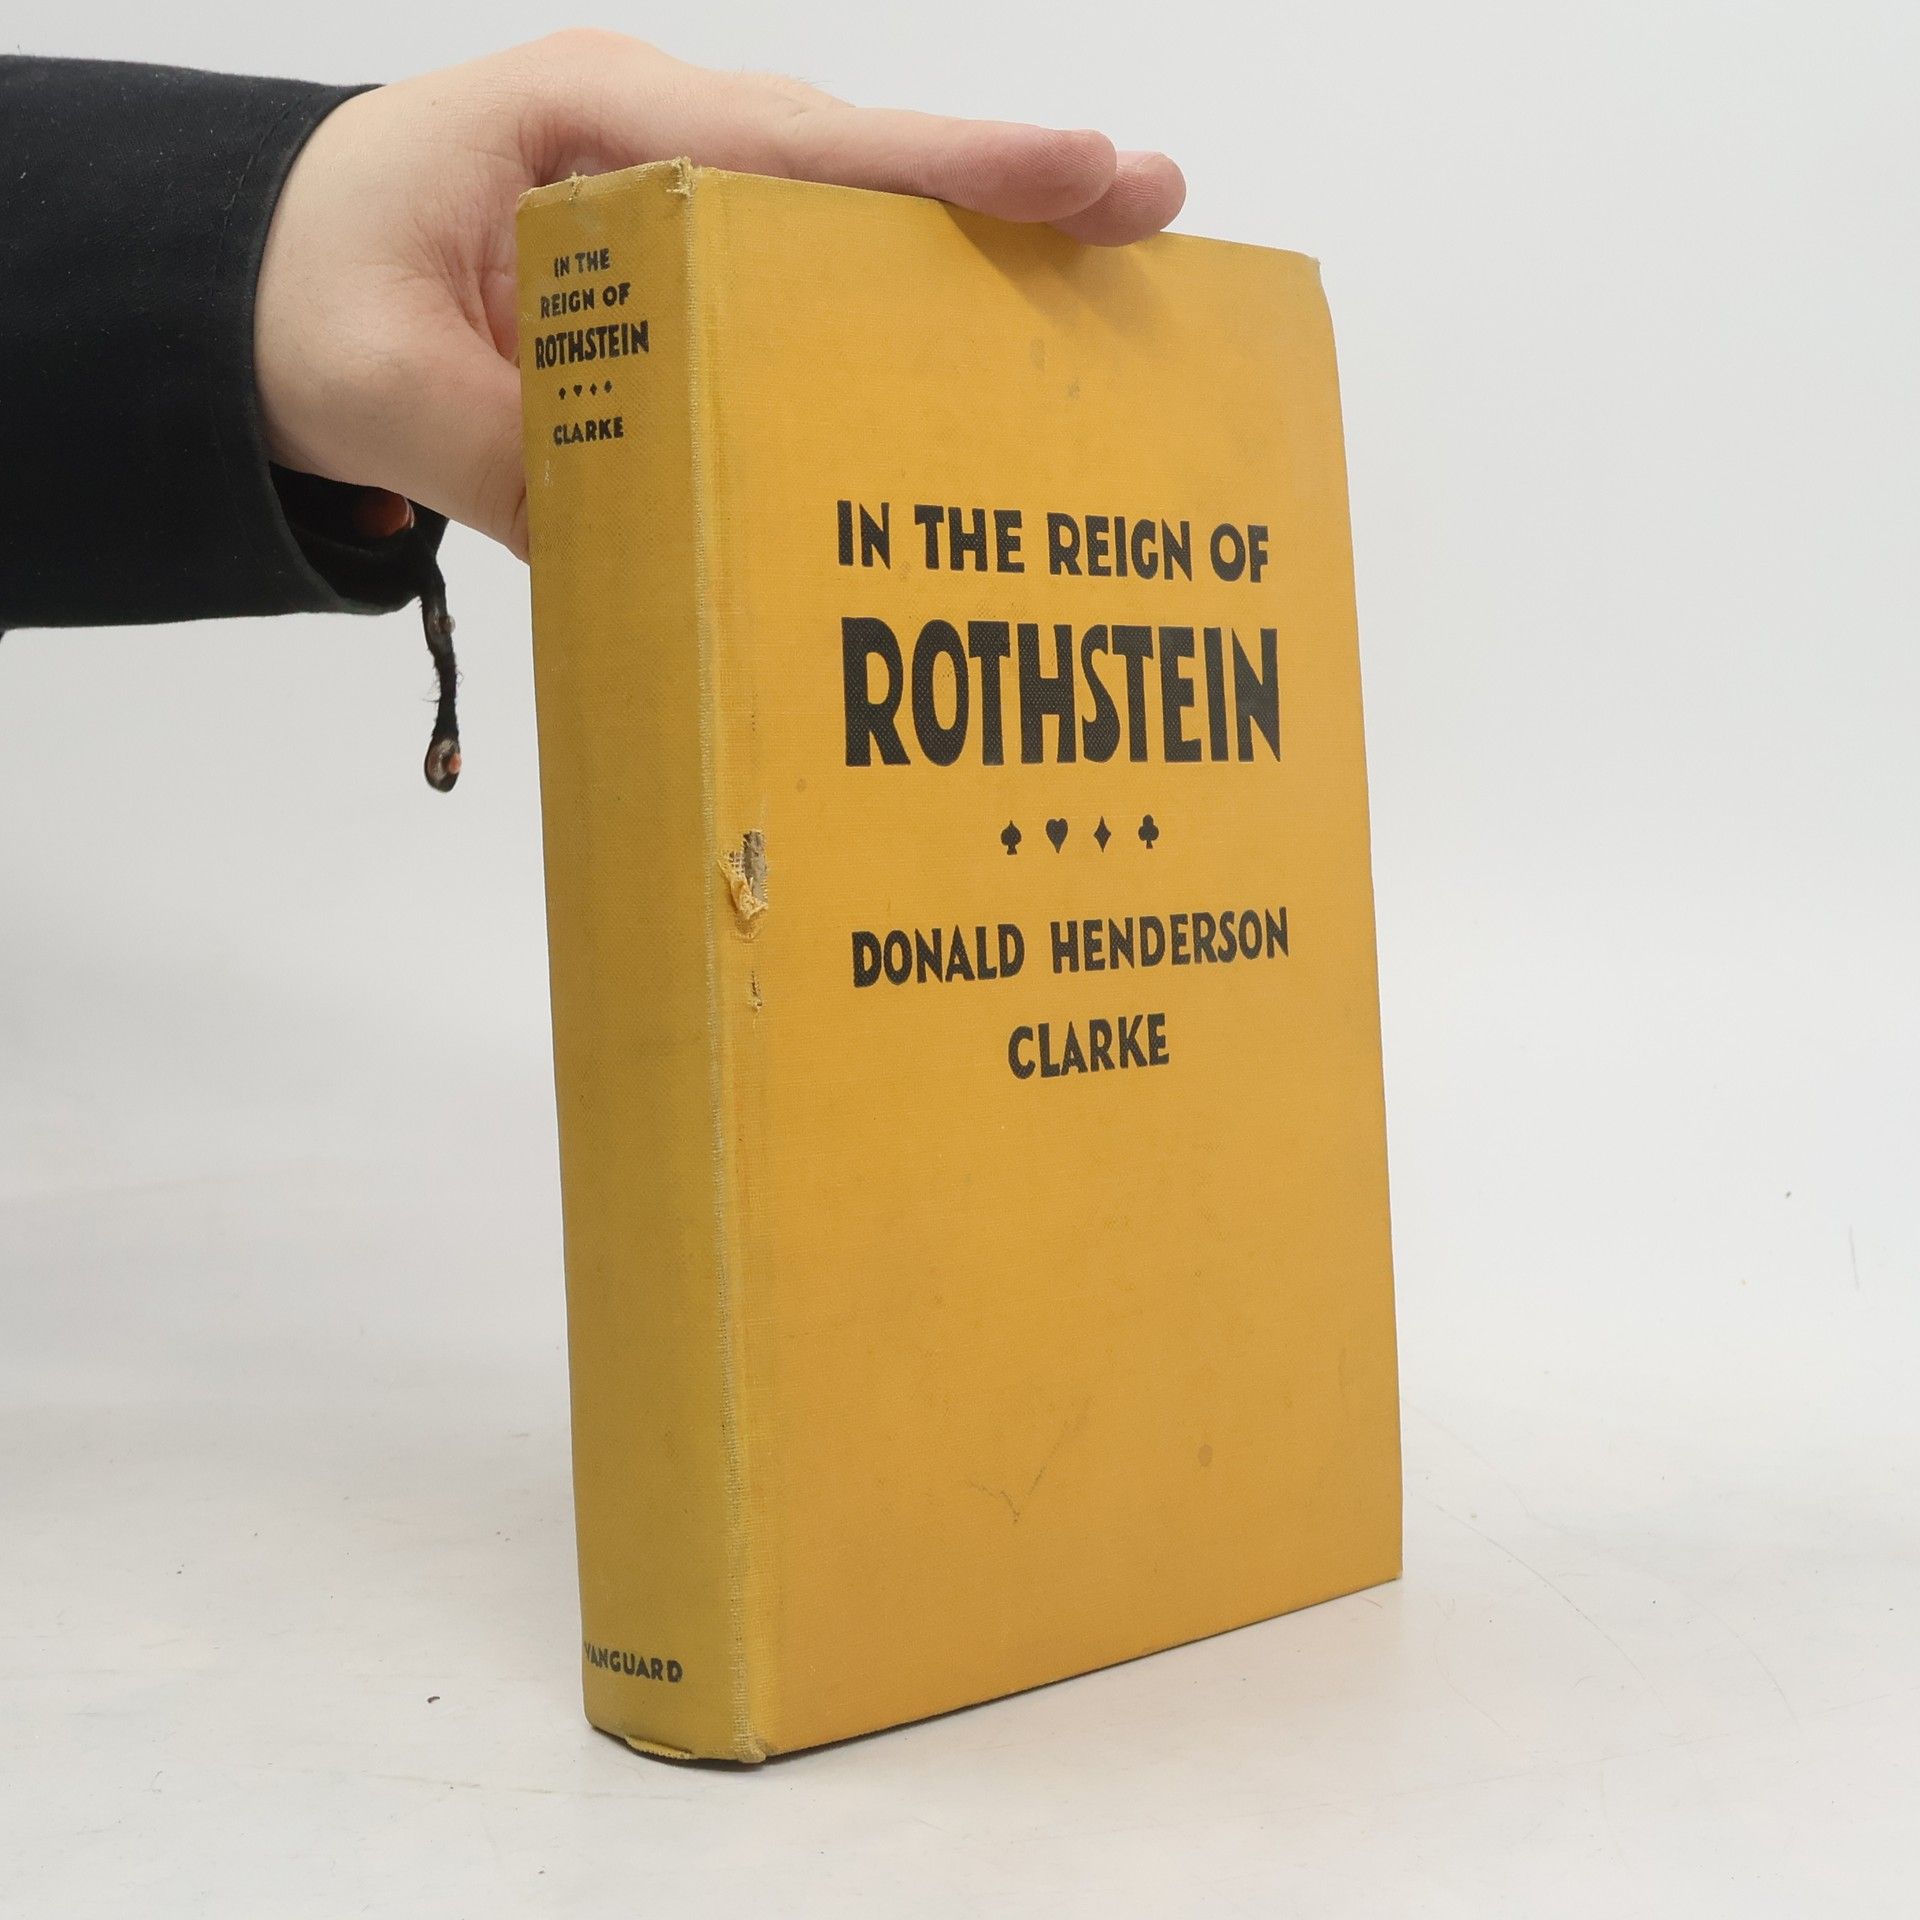 IN THE
REIGN OF
ROTHSTEIN
♠ ♥ ♦ ♣
CLARKE
VANGUARD
IN THE REIGN OF
ROTHSTEIN
♠ ♥ ♦ ♣
DONALD HENDERSON
CLARKE